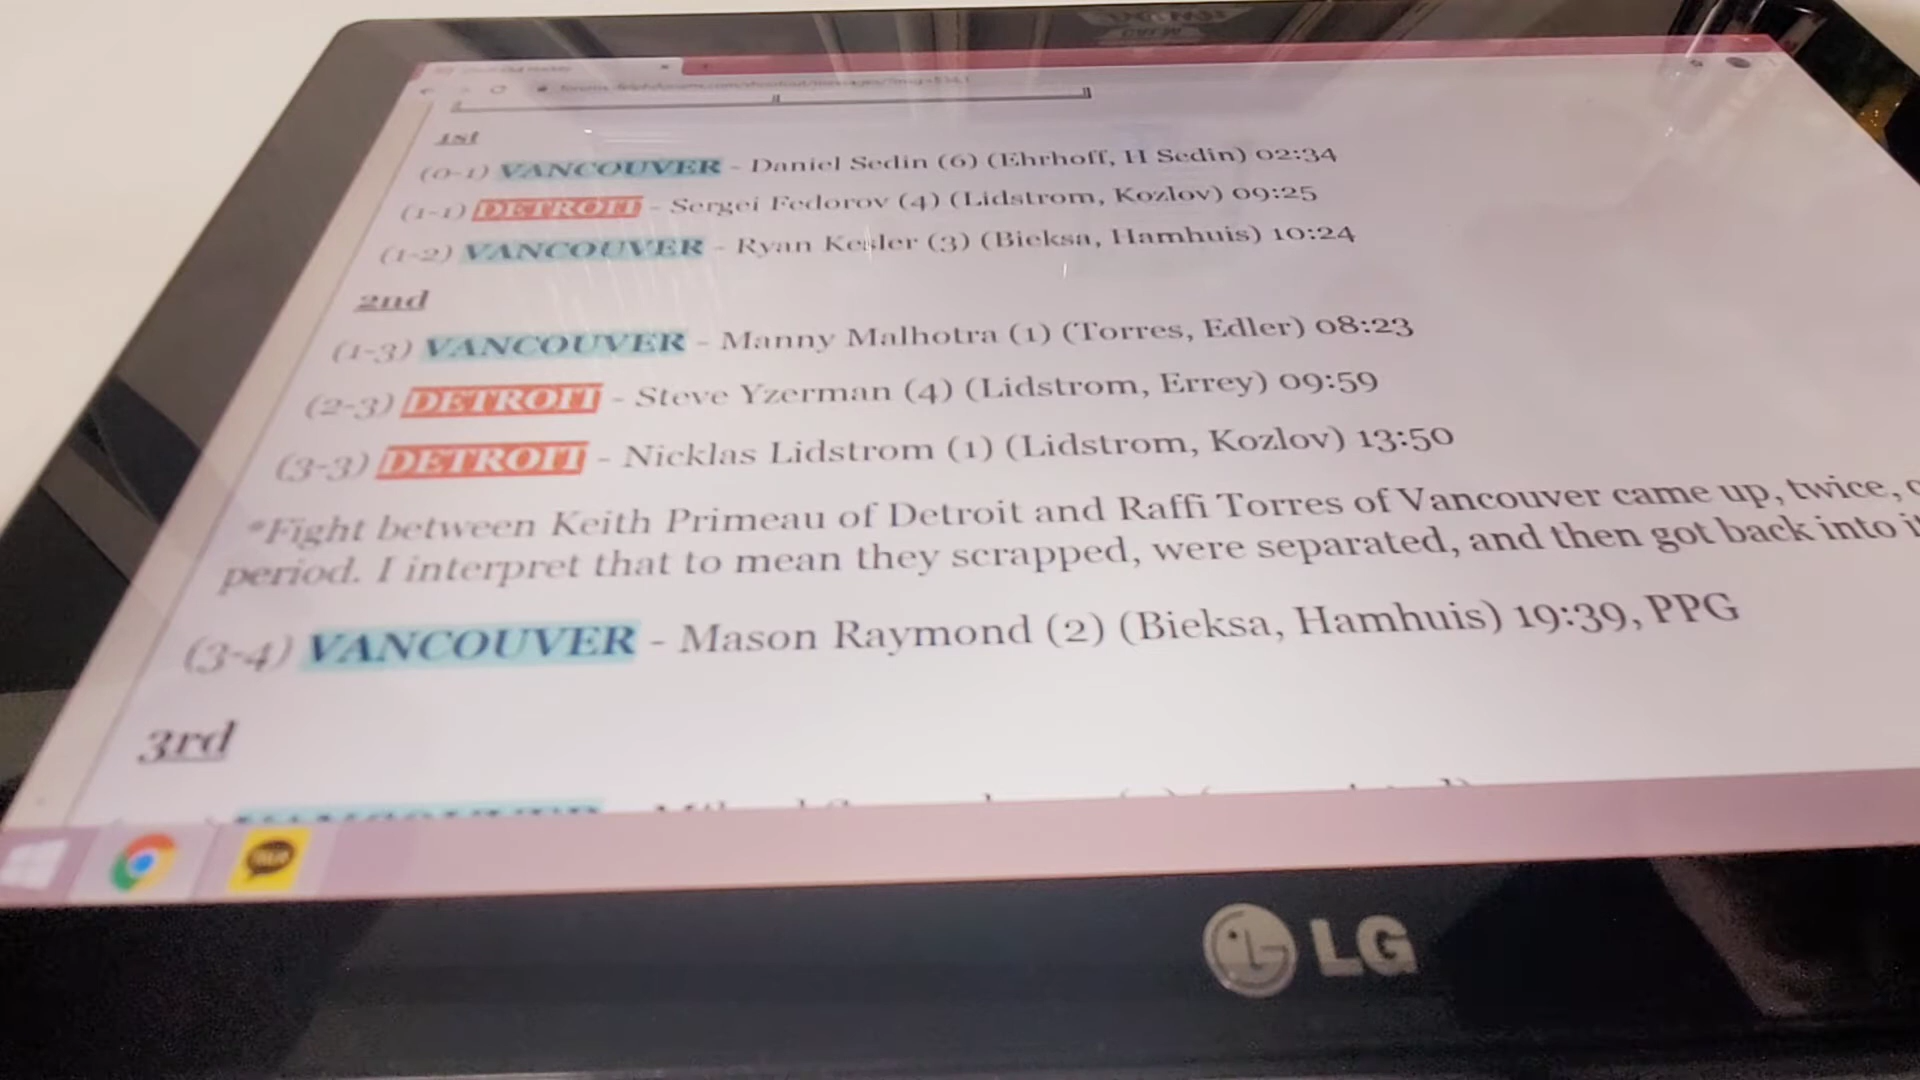 1st
(0-1) VANCOUVER - Daniel Sedin (6) (Ehrhoff, H Sedin) 02:34
(1-1) DETROIT - Sergei Fedorov (4) (Lidstrom, Kozlov) 09:25
(1-2) VANCOUVER - Ryan Kesler (3) (Bieksa, Hamhuis) 10:24
2nd
(1-3) VANCOUVER - Manny Malhotra (1) (Torres, Edler) 08:23
(2-3) DETROIT - Steve Yzerman (4) (Lidstrom, Errey) 09:59
(3-3) DETROIT - Nicklas Lidstrom (1) (Lidstrom, Kozlov) 13:50
*Fight between Keith Primeau of Detroit and Raffi Torres of Vancouver came up, twice,
period. I interpret that to mean they scrapped, were separated, and then got back into
(3-4) VANCOUVER - Mason Raymond (2) (Bieksa, Hamhuis) 19:39, PPG
3rd
VANCOUVER
LG